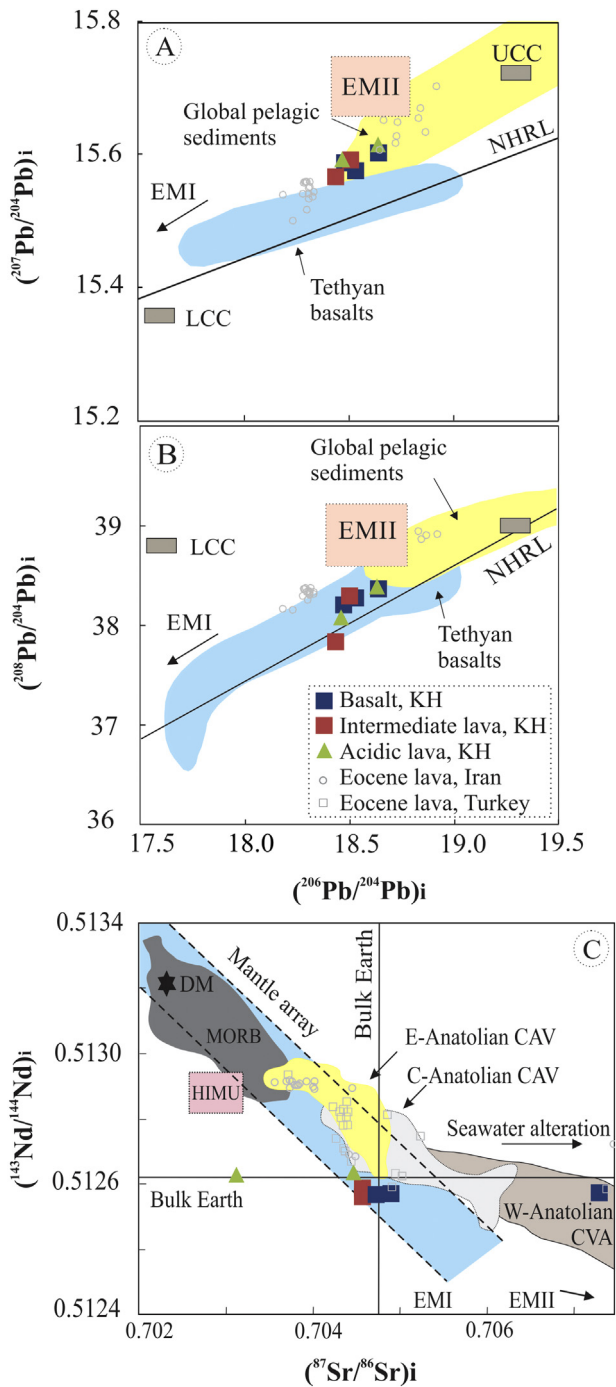 15.8
A
UCC
EMII
Global pelagic
sediments
NHRL
15.6
EMI
(²⁰⁷Pb/²⁰⁴Pb)i
15.4
LCC
Tethyan
basalts
15.2
B
Global pelagic
sediments
39
EMII
LCC
NHRL
EMI
38
Tethyan
basalts
(²⁰⁸Pb/²⁰⁴Pb)i
37
Basalt, KH
Intermediate lava, KH
Acidic lava, KH
Eocene lava, Iran
Eocene lava, Turkey
36
17.5 18.0 18.5 19.0 19.5
(²⁰⁶Pb/²⁰⁴Pb)i
0.5134
C
Mantle array
Bulk Earth
DM
E-Anatolian CAV
MORB
0.5130
C-Anatolian CAV
HIMU
Seawater alteration
(¹⁴³Nd/¹⁴⁴Nd)i
0.5126
Bulk Earth
W-Anatolian
CVA
EMI
EMII
0.5124
0.702 0.704 0.706
(⁸⁷Sr/⁸⁶Sr)i